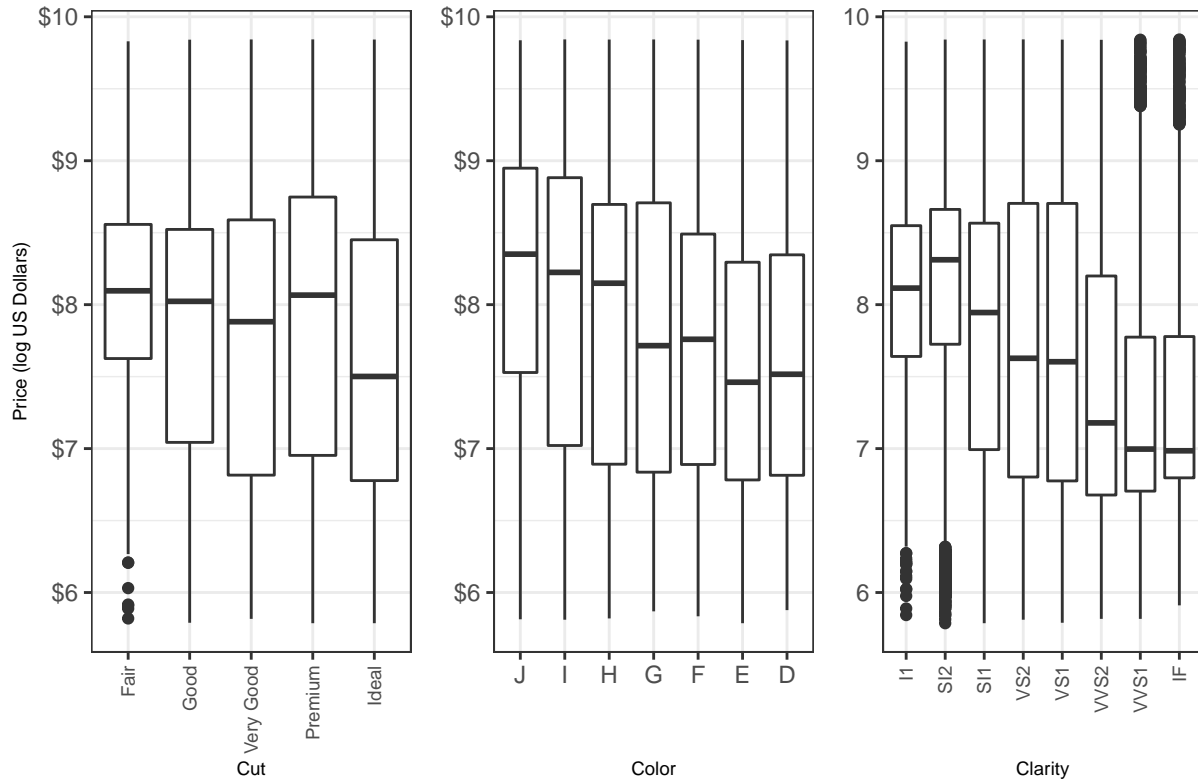 Price (log US Dollars)
$10
$9
$8
$7
$6
Fair
Good
Very Good
Premium
Ideal
Cut
$10
$9
$8
$7
$6
J I H G F E D
Color
10
9
8
7
6
I1
SI2
SI1
VS2
VS1
VVS2
VVS1
IF
Clarity